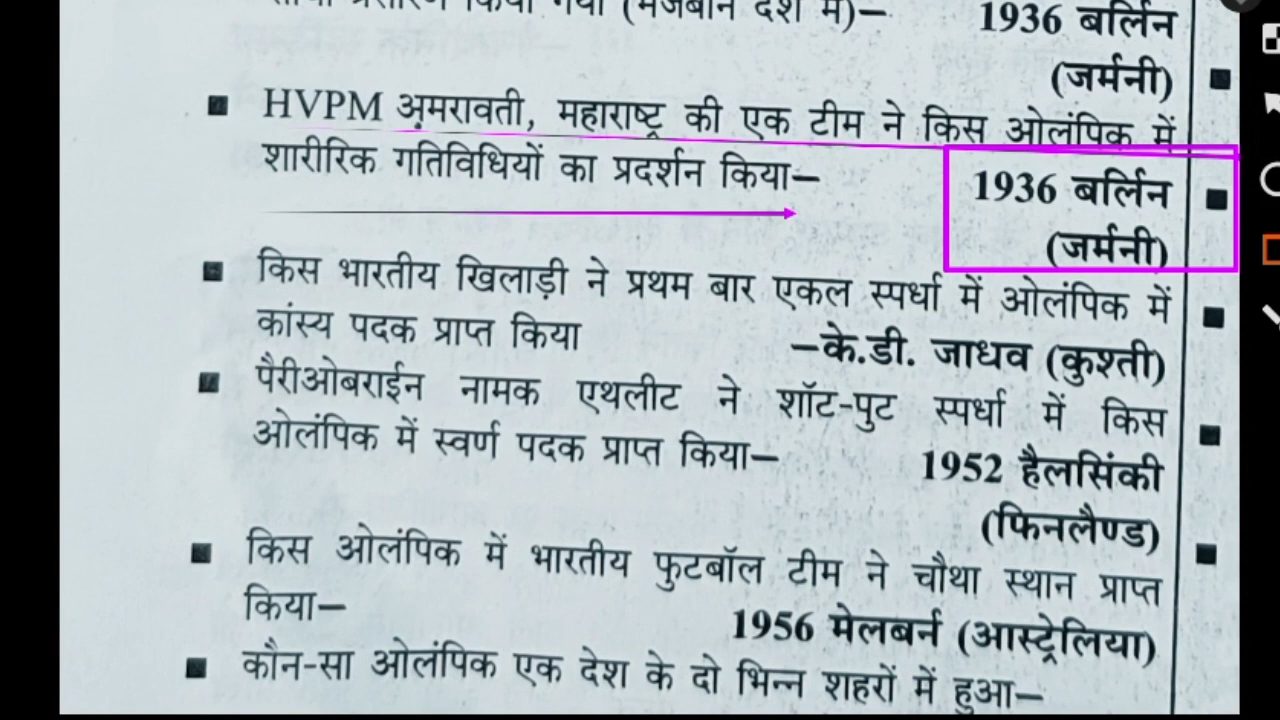 किया गया (मेजबान देश में)–
1936 बर्लिन
(जर्मनी)
■ HVPM अमरावती, महाराष्ट्र की एक टीम ने किस ओलंपिक में
शारीरिक गतिविधियों का प्रदर्शन किया–
1936 बर्लिन
(जर्मनी)
■ किस भारतीय खिलाड़ी ने प्रथम बार एकल स्पर्धा में ओलंपिक में
कांस्य पदक प्राप्त किया –के.डी. जाधव (कुश्ती)
■ पैरीओबराईन नामक एथलीट ने शॉट-पुट स्पर्धा में किस
ओलंपिक में स्वर्ण पदक प्राप्त किया– 1952 हैलसिंकी
(फिनलैण्ड)
■ किस ओलंपिक में भारतीय फुटबॉल टीम ने चौथा स्थान प्राप्त
किया– 1956 मेलबर्न (आस्ट्रेलिया)
■ कौन-सा ओलंपिक एक देश के दो भिन्न शहरों में हुआ–